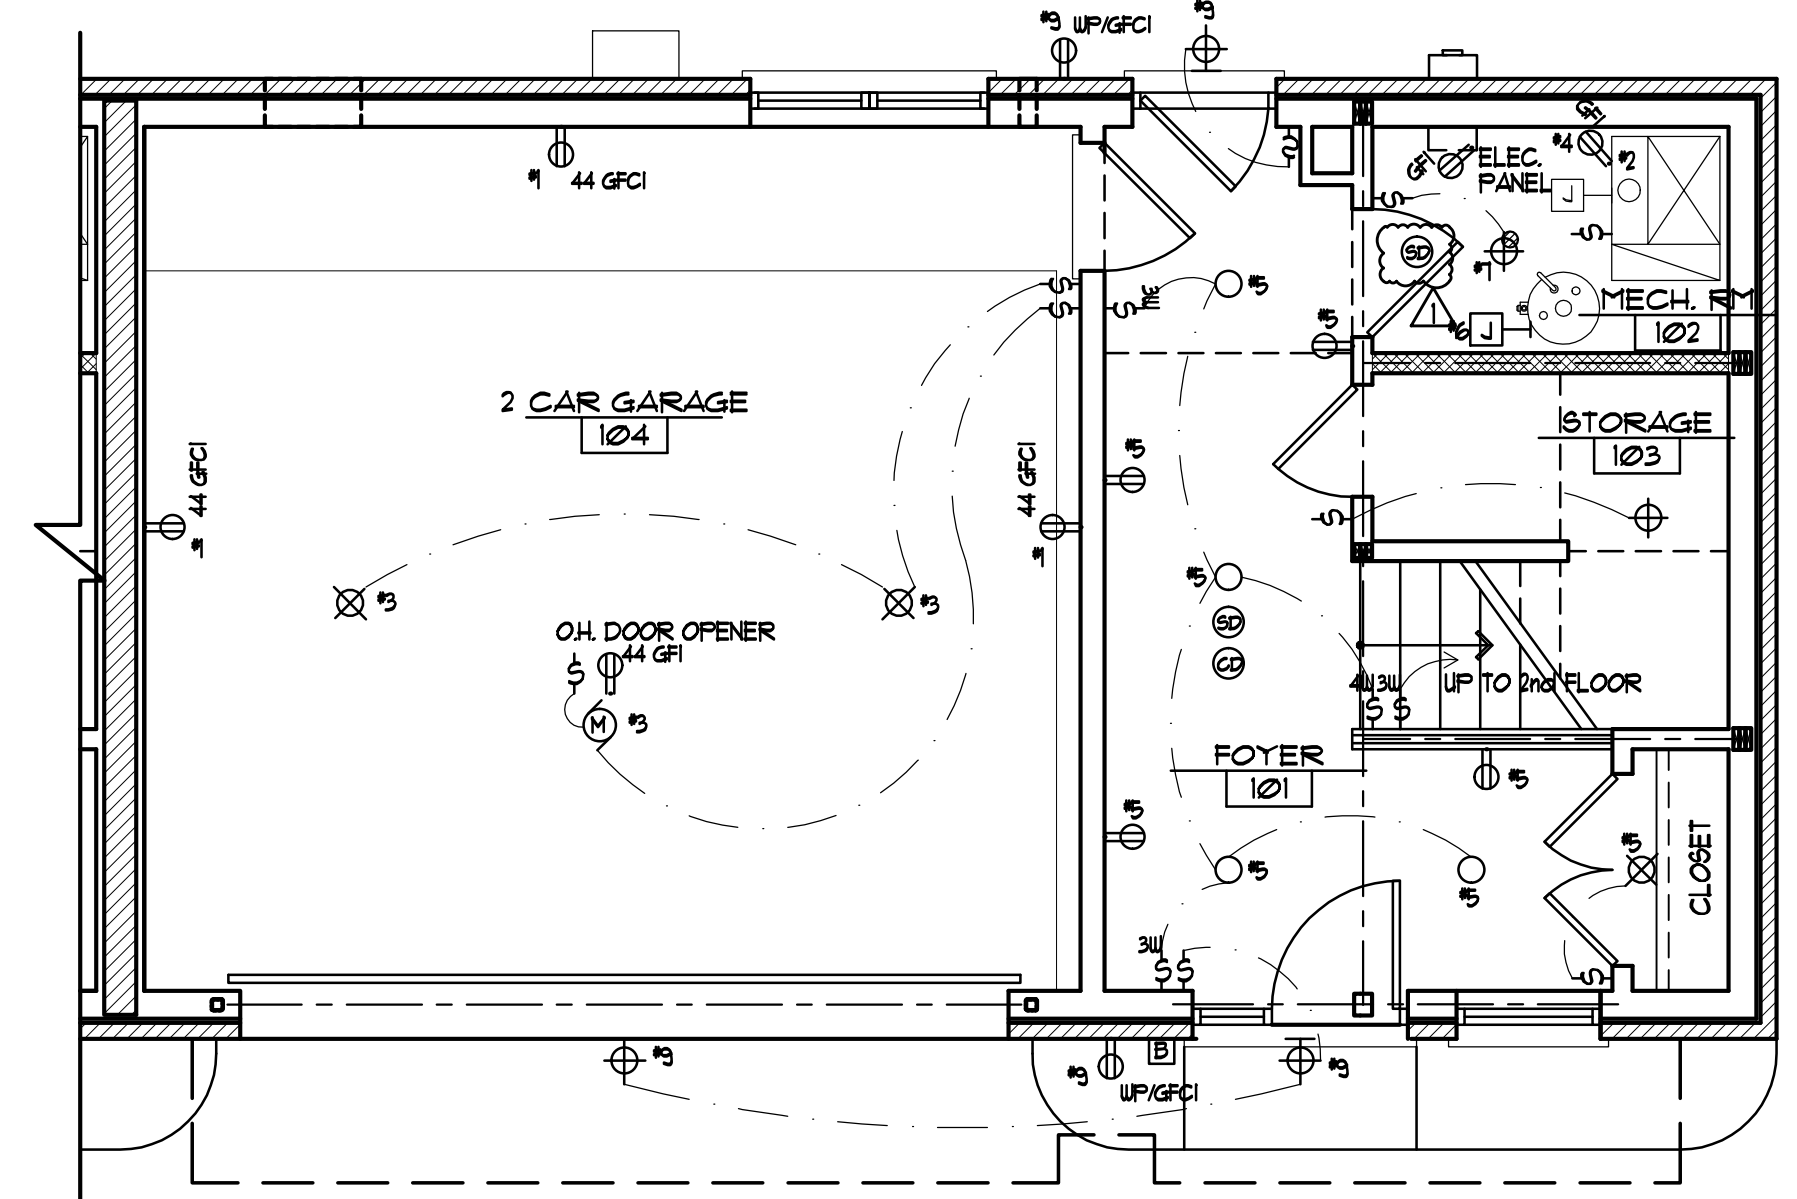 #9 WP/GFCI
#9
#1 44 GFCI
GFI
#4
#2
GFI
ELEC.
PANEL
J
S
S
S
SD
#7
S
S
S
3W
#5
#5
1
#6
J
MECH. RM
102
2 CAR GARAGE
104
STORAGE
103
44 GFCI
#1
44 GFCI
#1
#5
S
#3
#3
#5
SD
CD
O.H. DOOR OPENER
44 GFI
S
M
#3
4W 3W
UP TO 2nd FLOOR
S S
FOYER
101
#5
#5
#5
#5
#5
CLOSET
3W
S S
S
#9
#9
B
#9
WP/GFCI